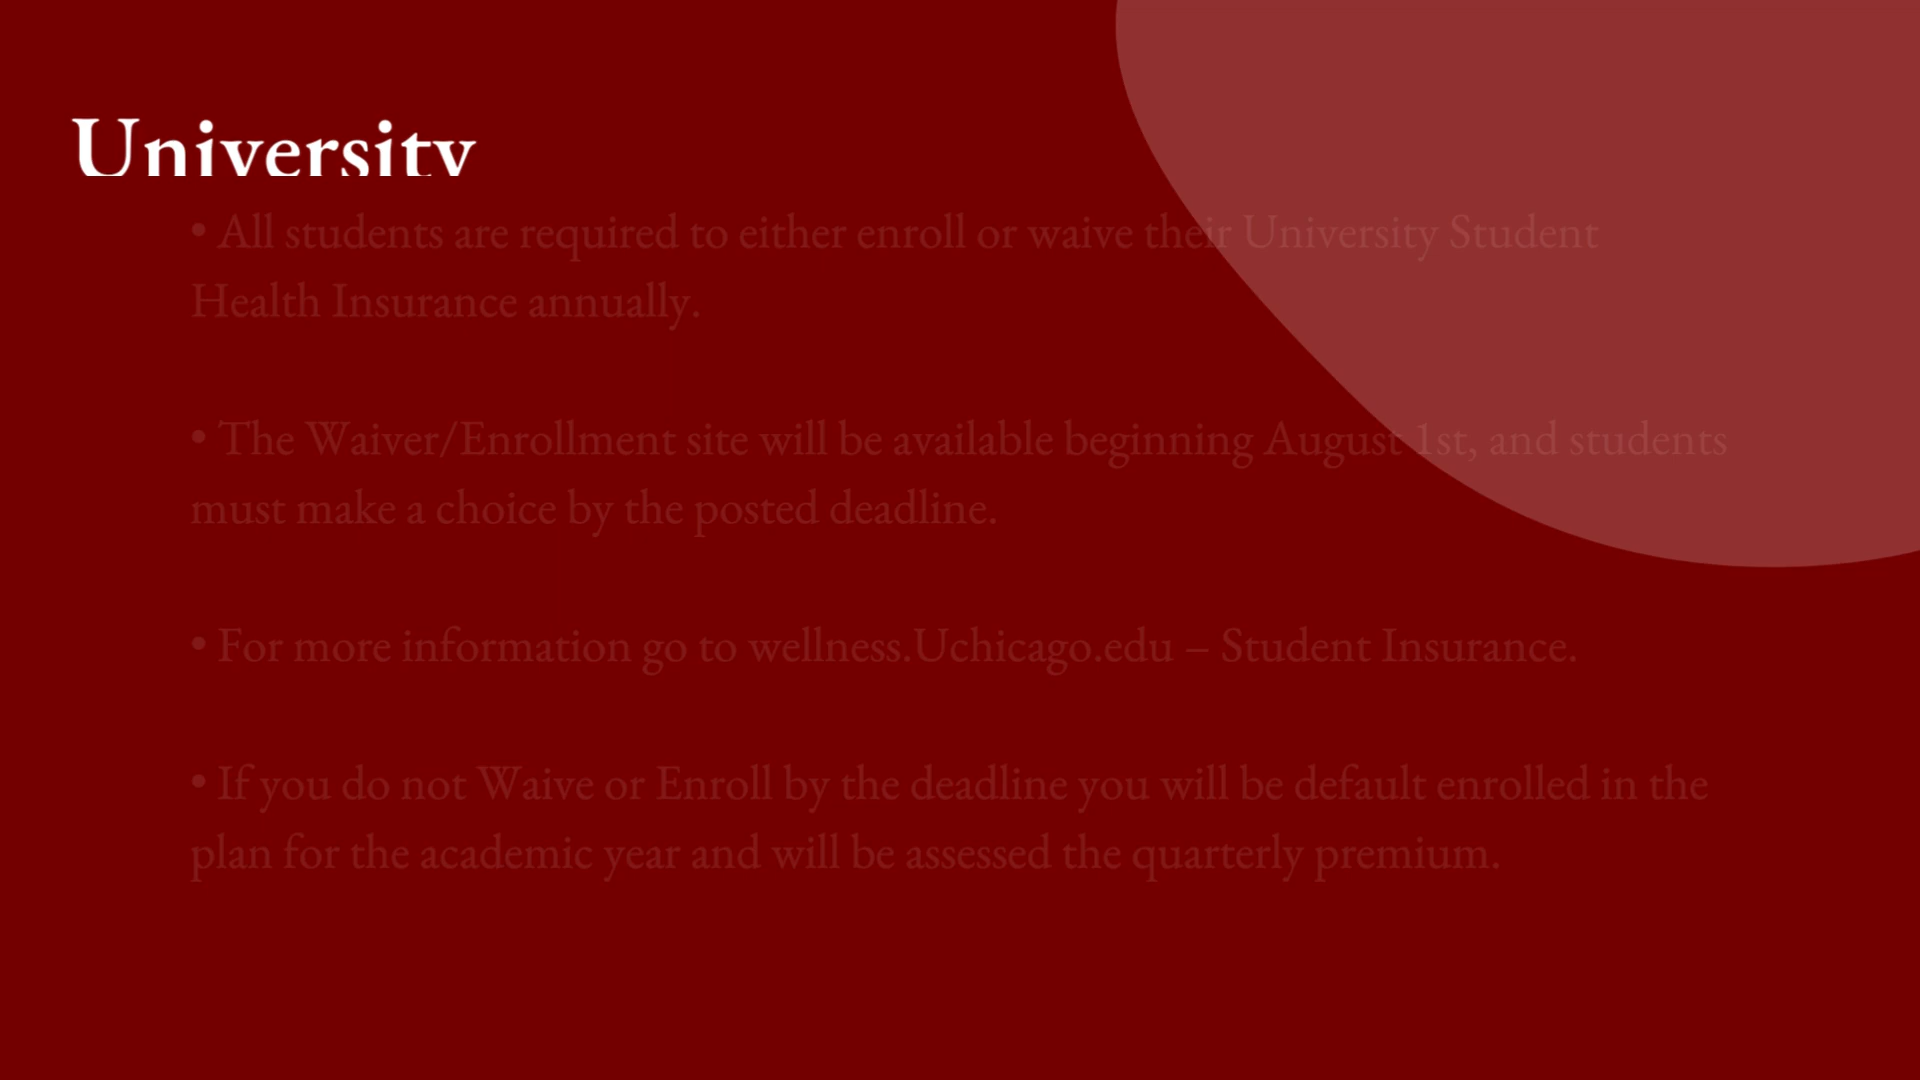 University
• All students are required to either enroll or waive their University Student
Health Insurance annually.
• The Waiver/Enrollment site will be available beginning August 1st, and students
must make a choice by the posted deadline.
• For more information go to wellness.Uchicago.edu – Student Insurance.
• If you do not Waive or Enroll by the deadline you will be default enrolled in the
plan for the academic year and will be assessed the quarterly premium.